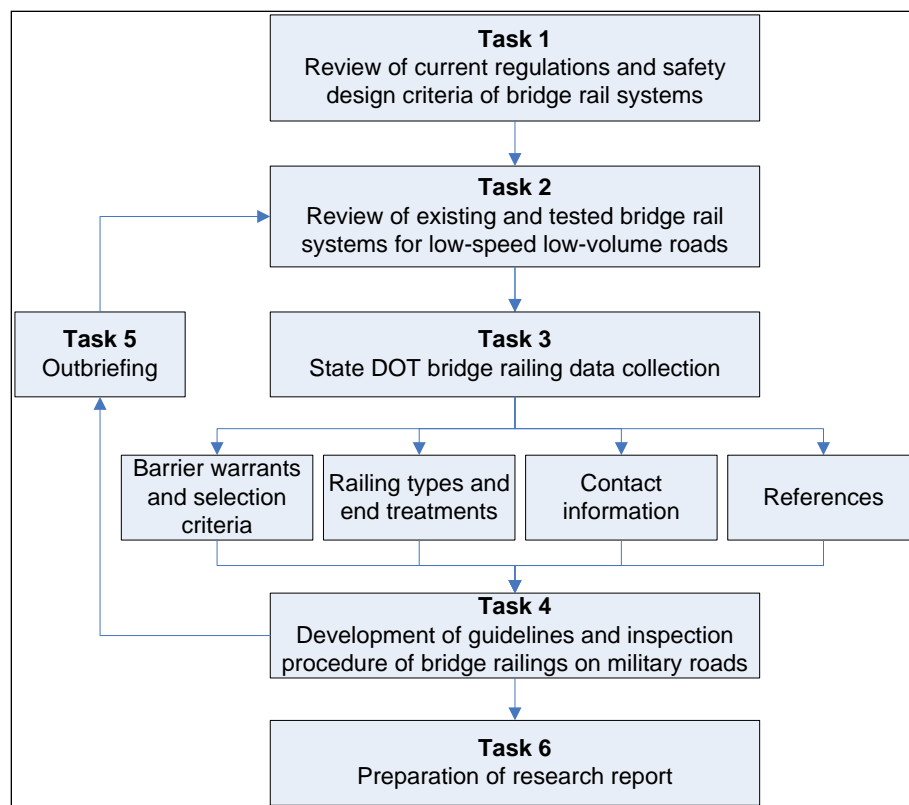 Task 1
Review of current regulations and safety
design criteria of bridge rail systems
Task 2
Review of existing and tested bridge rail
systems for low-speed low-volume roads
Task 5
Outbriefing
Task 3
State DOT bridge railing data collection
Barrier warrants
and selection
criteria
Railing types and
end treatments
Contact
information
References
Task 4
Development of guidelines and inspection
procedure of bridge railings on military roads
Task 6
Preparation of research report